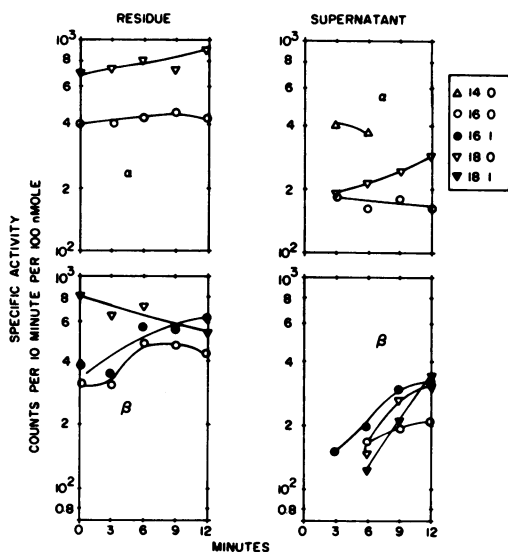 RESIDUE
SUPERNATANT
10³
8
6
4
2
10²
α
10³
8
6
4
2
10²
α
△ 14 0
○ 16 0
● 16 1
▽ 18 0
▼ 18 1
SPECIFIC ACTIVITY
COUNTS PER 10 MINUTE PER 100 nMOLE
10³
8
6
4
2
10²
0.8
β
0 3 6 9 12
10³
8
6
4
2
10²
0.8
β
0 3 6 9 12
MINUTES